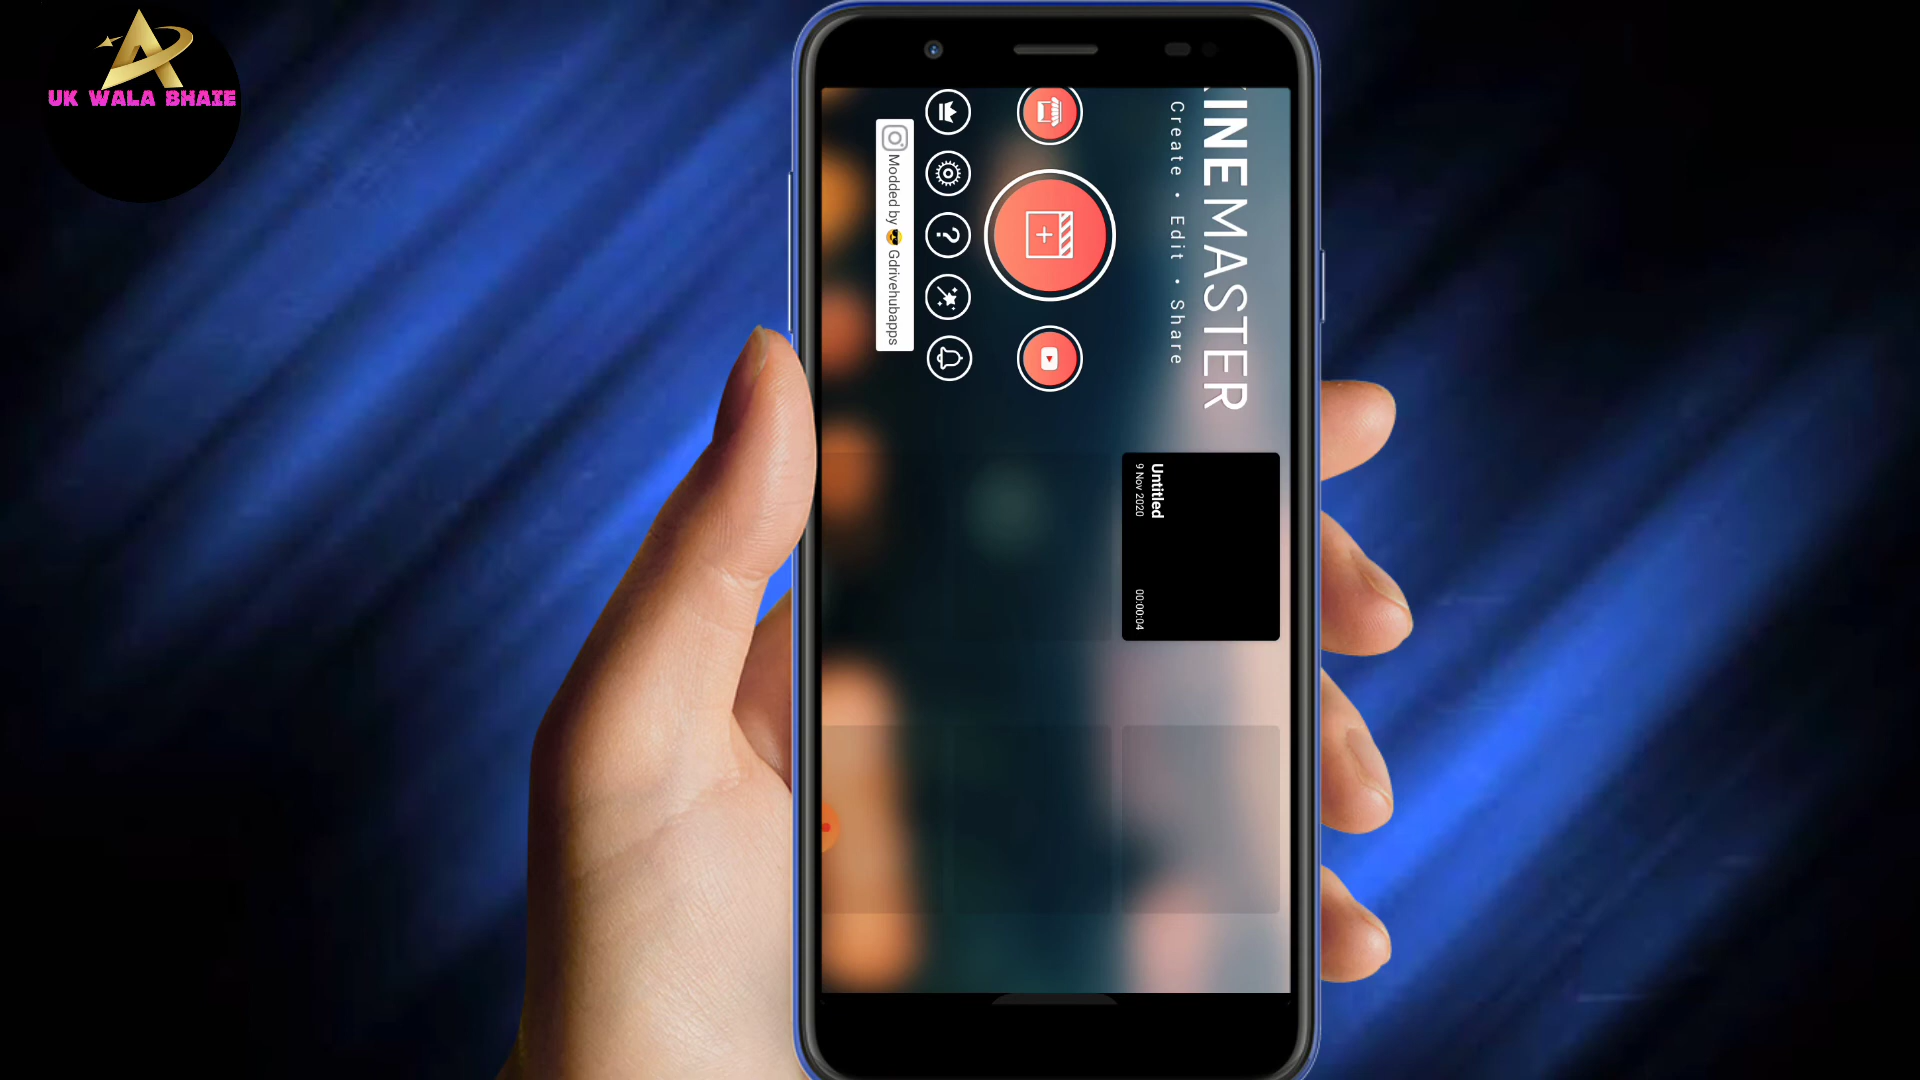 UK WALA BHAIE
INEMASTER
Create • Edit • Share
Modded by 😎 Gdrivehubapps
Untitled
9 Nov 2020
00:00:04